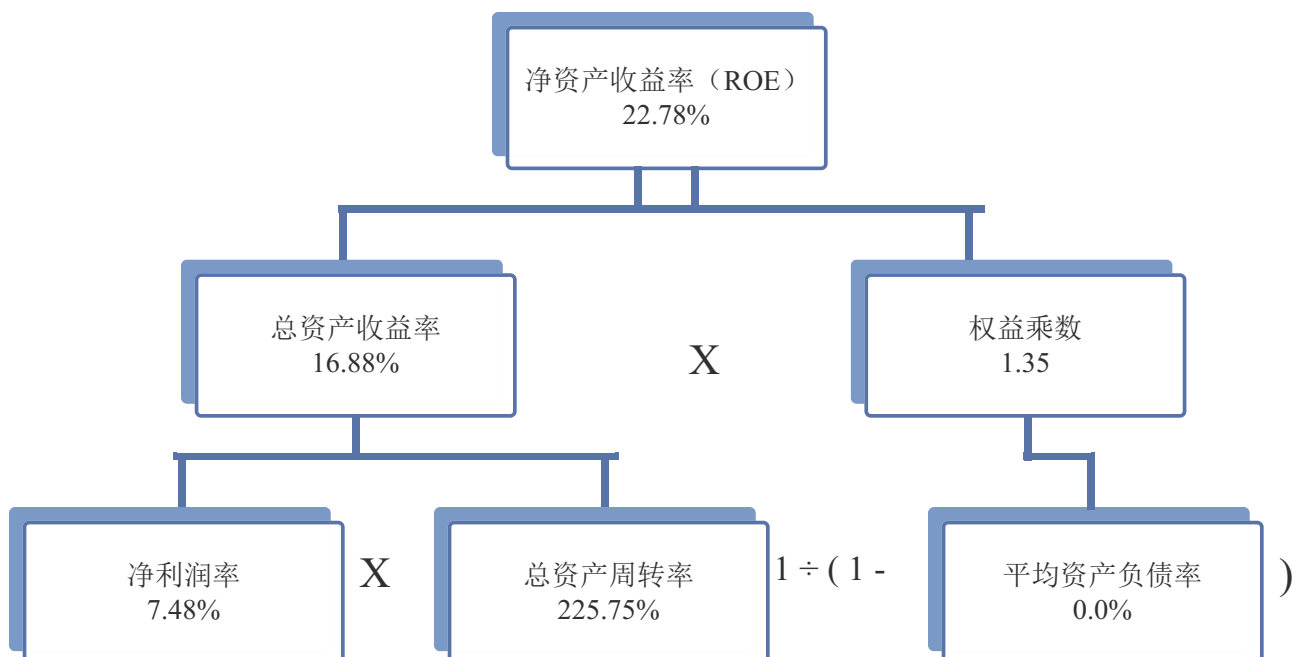 净资产收益率（ROE）
22.78%
总资产收益率
16.88%
X
权益乘数
1.35
净利润率
7.48%
X
总资产周转率
225.75%
1 ÷ ( 1 -
平均资产负债率
0.0%
)